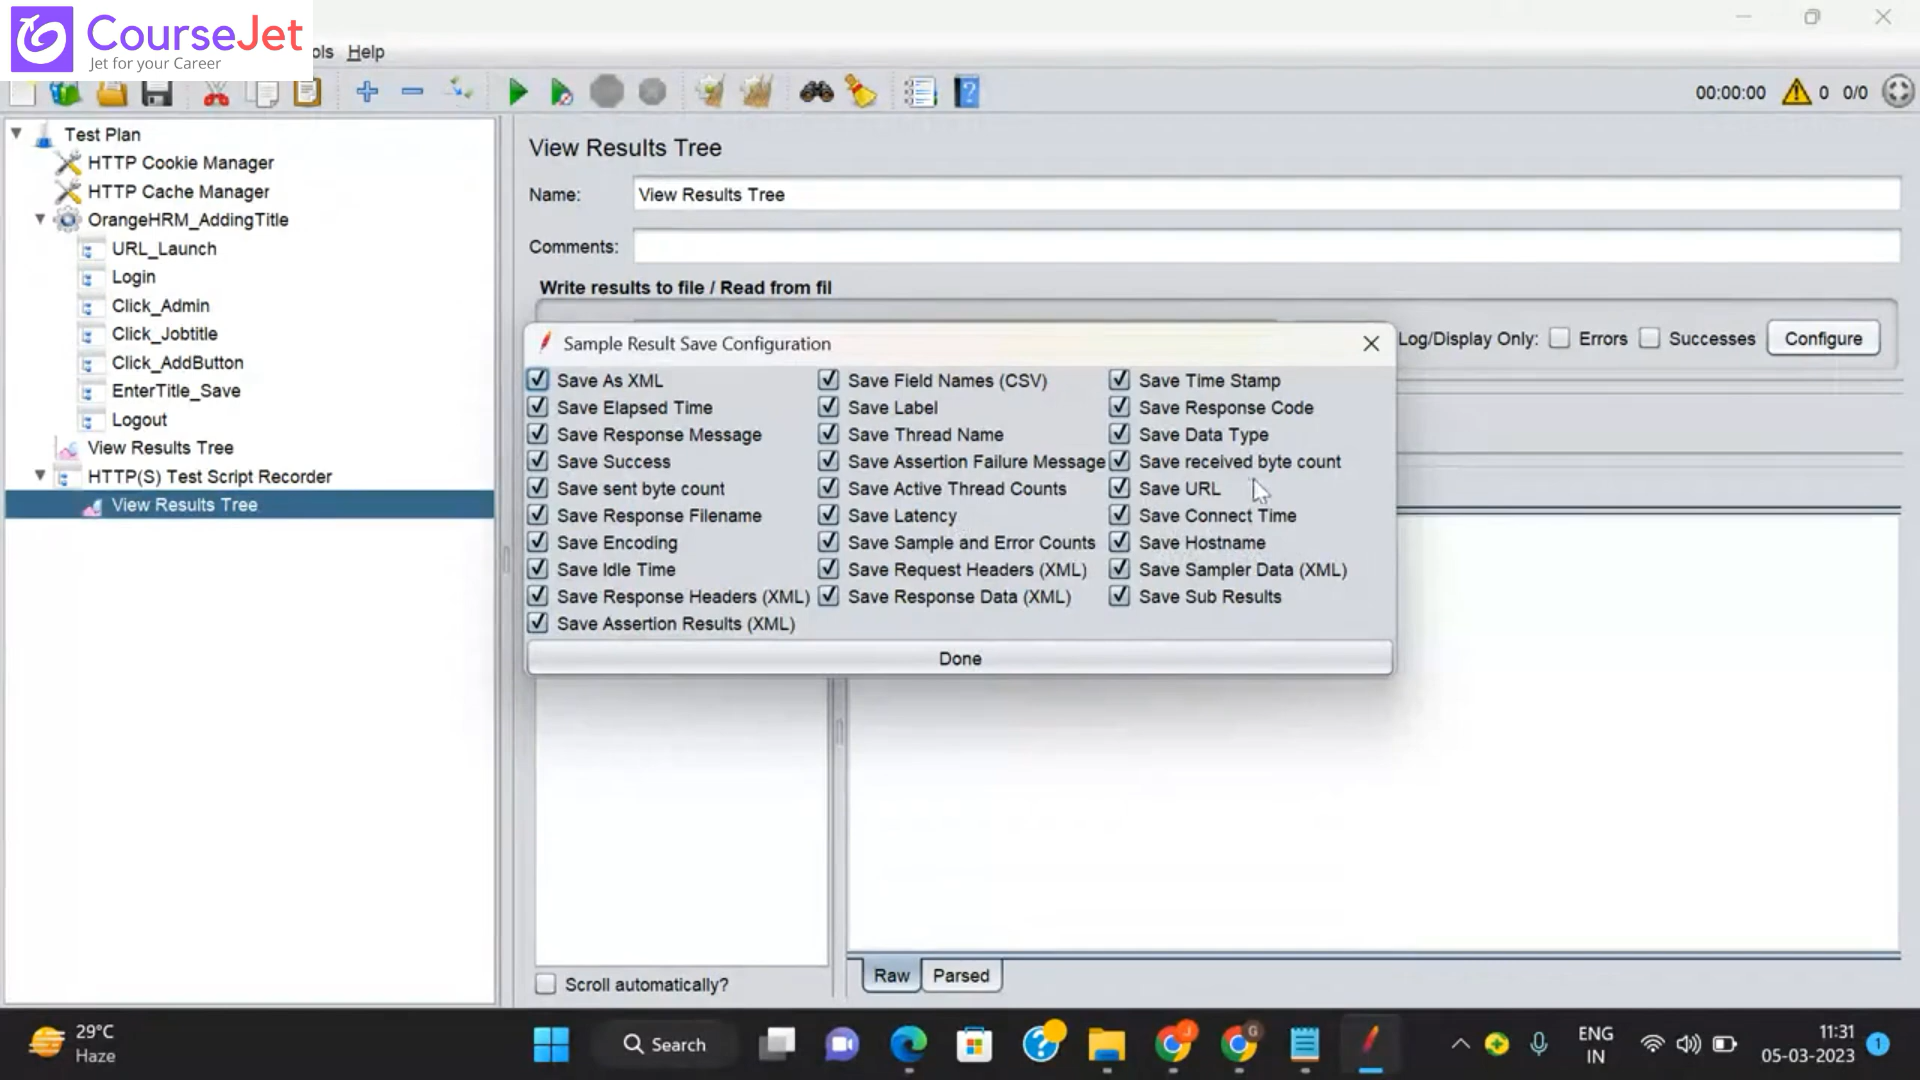 CourseJet
Jet for your Career
ols Help
00:00:00 0 0/0
Test Plan
HTTP Cookie Manager
HTTP Cache Manager
OrangeHRM_AddingTitle
URL_Launch
Login
Click_Admin
Click_Jobtitle
Click_AddButton
EnterTitle_Save
Logout
View Results Tree
HTTP(S) Test Script Recorder
View Results Tree
View Results Tree
Name: View Results Tree
Comments:
Write results to file / Read from fil
Log/Display Only: Errors Successes Configure
Sample Result Save Configuration
Save As XML Save Field Names (CSV) Save Time Stamp
Save Elapsed Time Save Label Save Response Code
Save Response Message Save Thread Name Save Data Type
Save Success Save Assertion Failure Message Save received byte count
Save sent byte count Save Active Thread Counts Save URL
Save Response Filename Save Latency Save Connect Time
Save Encoding Save Sample and Error Counts Save Hostname
Save Idle Time Save Request Headers (XML) Save Sampler Data (XML)
Save Response Headers (XML) Save Response Data (XML) Save Sub Results
Save Assertion Results (XML)
Done
Scroll automatically?
Raw Parsed
29°C
Haze
Search
J
G
ENG
IN
11:31
05-03-2023
1